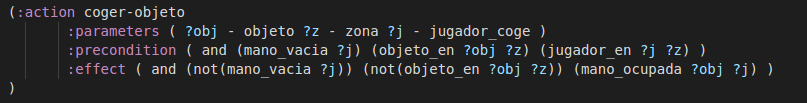 (:action coger-objeto
:parameters ( ?obj - objeto ?z - zona ?j - jugador_coge )
:precondition ( and (mano_vacia ?j) (objeto_en ?obj ?z) (jugador_en ?j ?z) )
:effect ( and (not(mano_vacia ?j)) (not(objeto_en ?obj ?z)) (mano_ocupada ?obj ?j) )
)